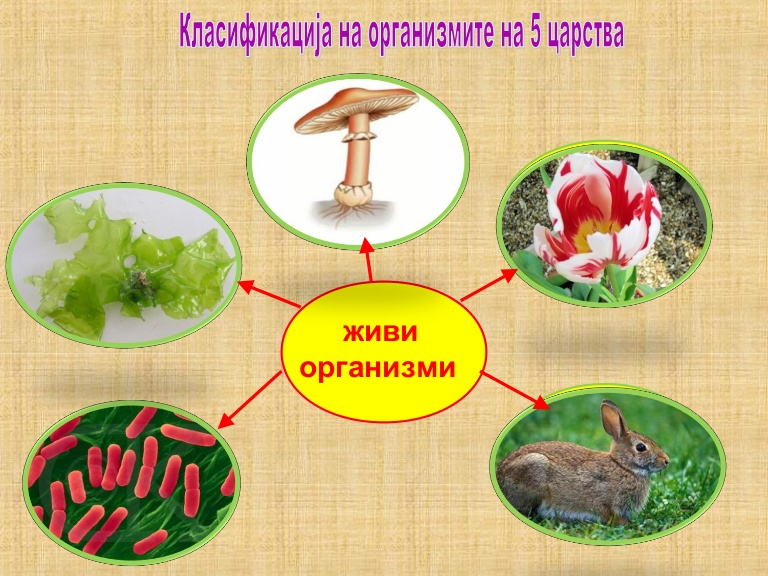 Класификација на организмите на 5 царства
живи
организми